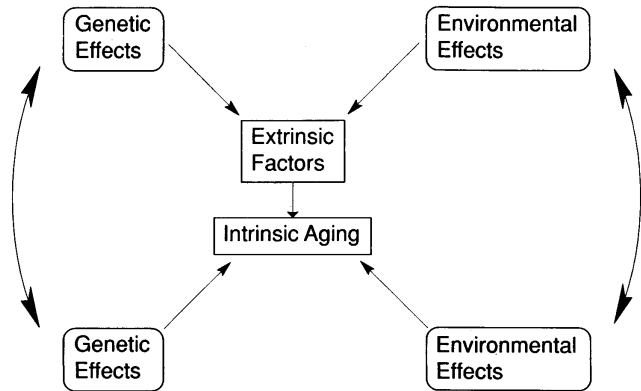 Genetic
Effects
Environmental
Effects
Extrinsic
Factors
Intrinsic Aging
Genetic
Effects
Environmental
Effects